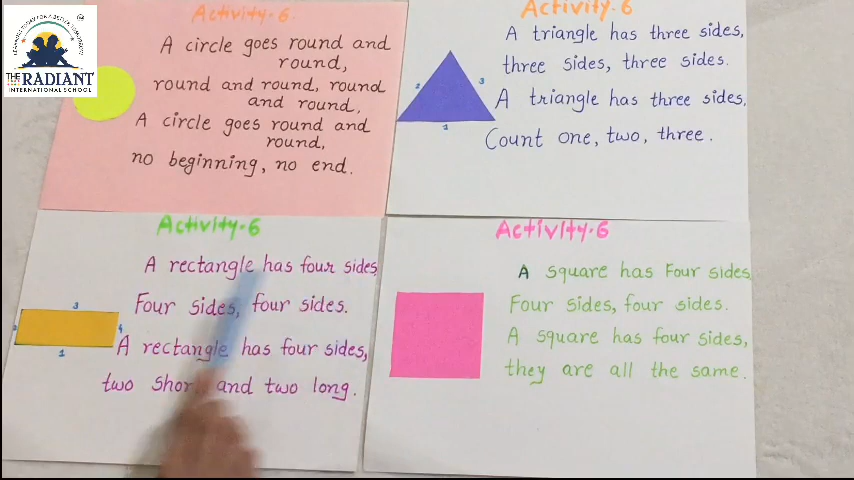 THE RADIANT
INTERNATIONAL SCHOOL
Activity-6
A circle goes round and
round,
round and round, round
and round,
A circle goes round and
round,
no beginning, no end.
Activity-6
A triangle has three sides,
three sides, three sides.
A triangle has three sides,
Count one, two, three.
2
3
1
Activity-6
A rectangle has four sides,
Four sides, four sides.
A rectangle has four sides,
two short and two long.
3
4
1
Activity-6
A square has Four sides,
Four sides, four sides.
A square has four sides,
they are all the same.